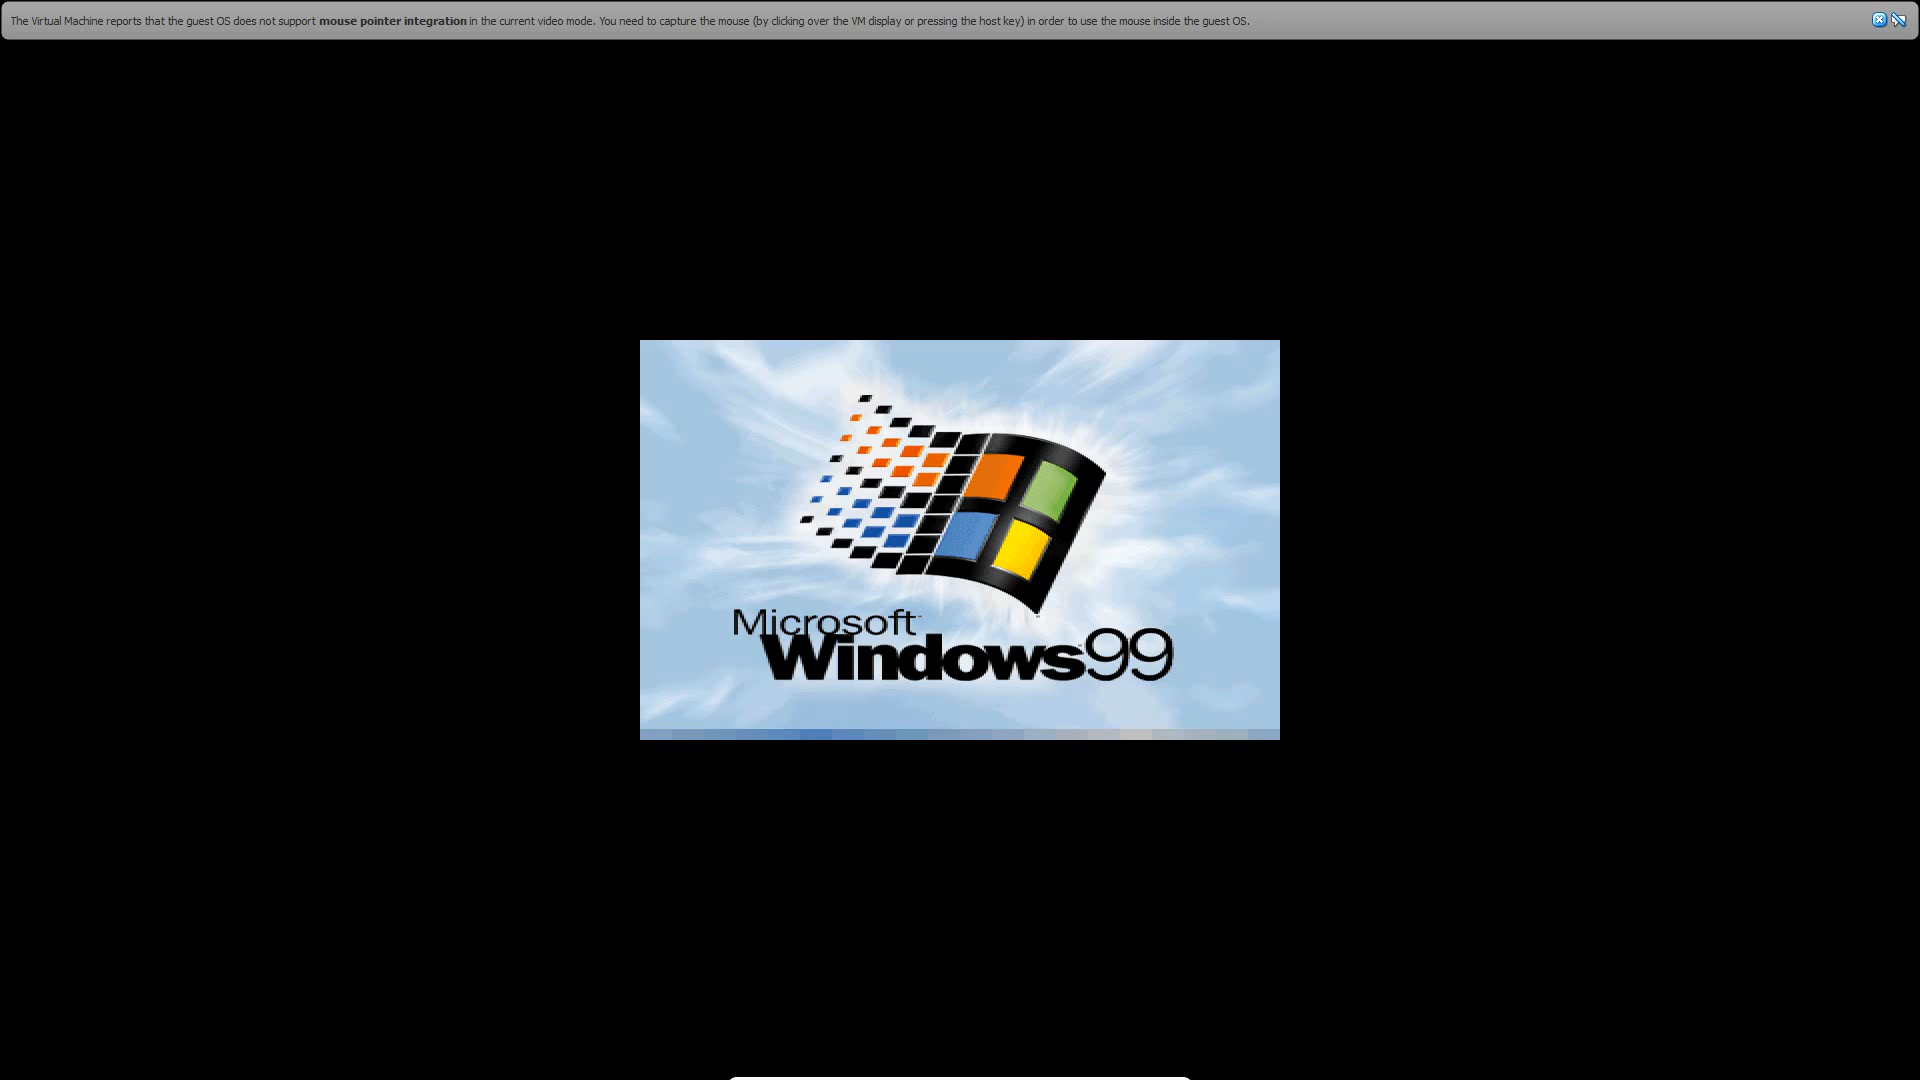 The Virtual Machine reports that the guest OS does not support mouse pointer integration in the current video mode. You need to capture the mouse (by clicking over the VM display or pressing the host key) in order to use the mouse inside the guest OS.
Microsoft
Windows99